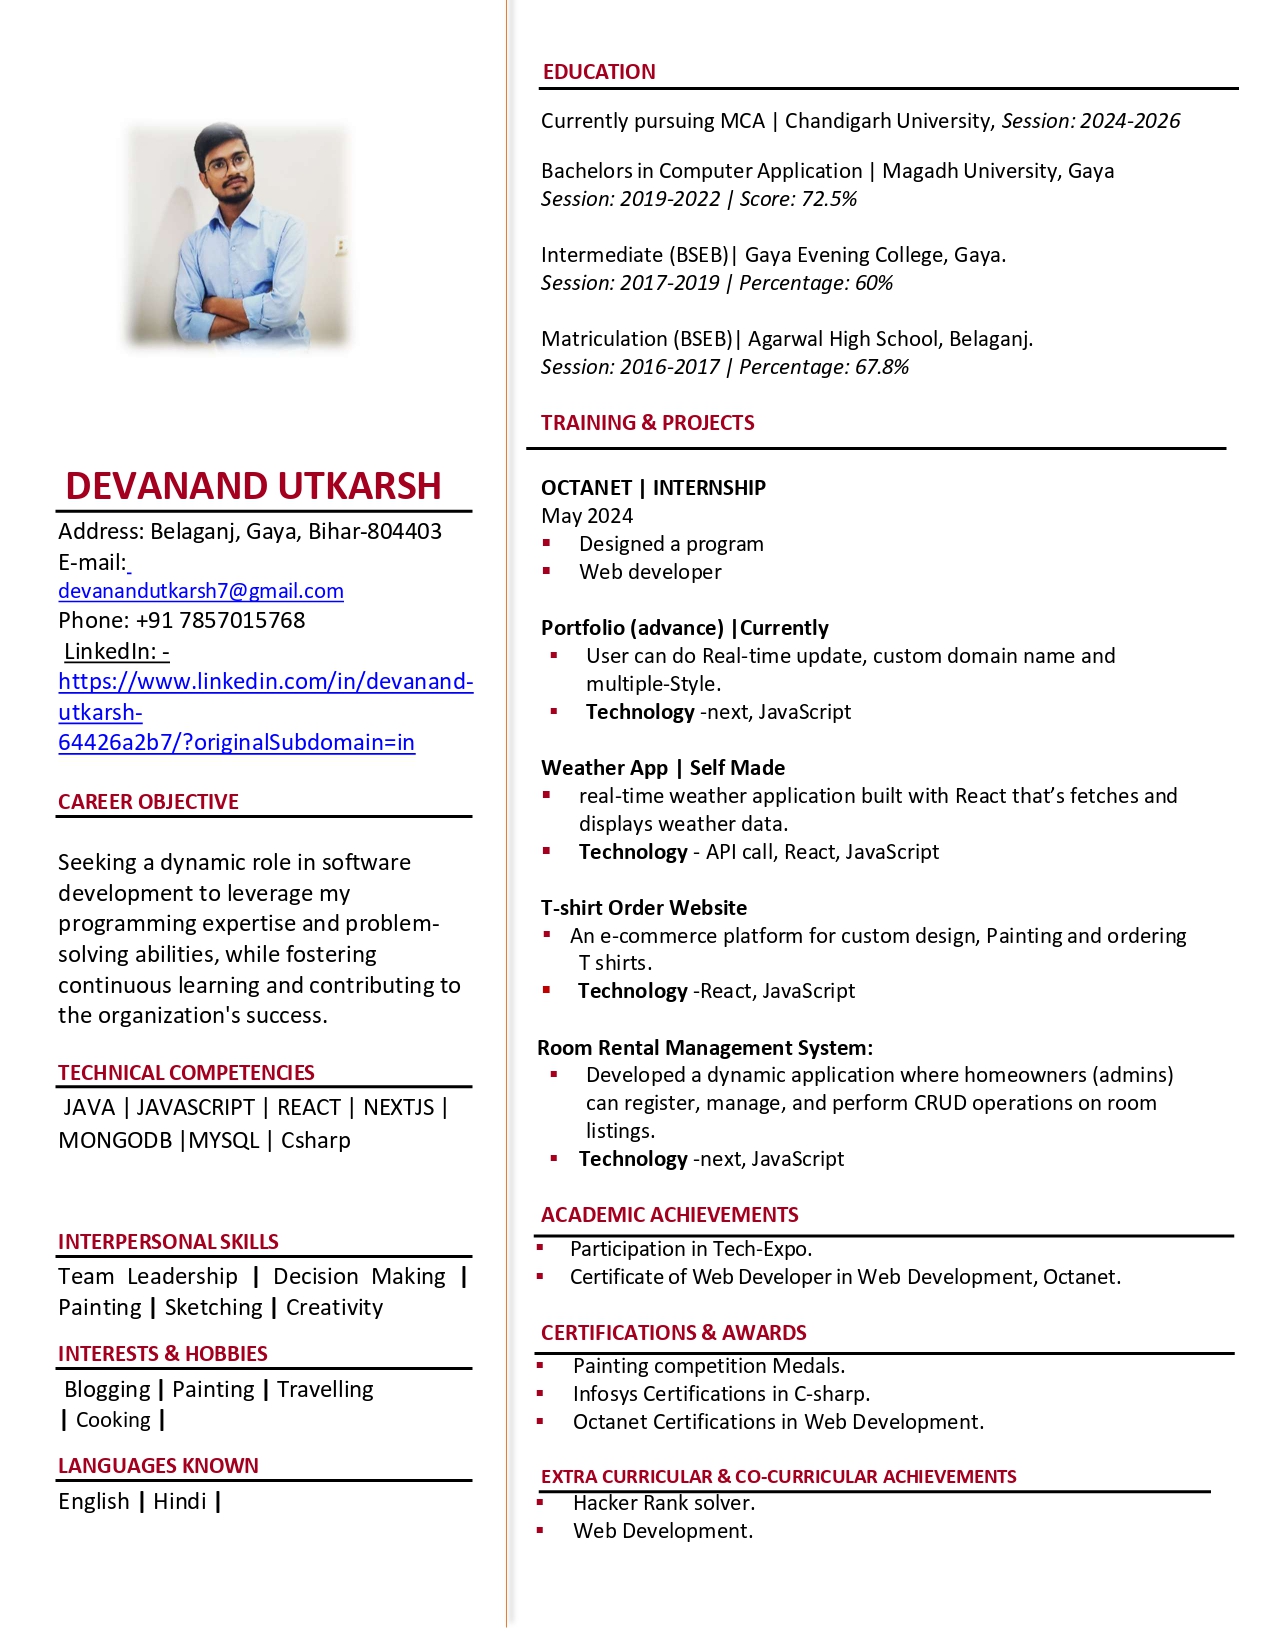 DEVANAND UTKARSH
Address: Belaganj, Gaya, Bihar-804403
E-mail:
devanandutkarsh7@gmail.com
Phone: +91 7857015768
LinkedIn: -
https://www.linkedin.com/in/devanand-
utkarsh-
64426a2b7/?originalSubdomain=in
CAREER OBJECTIVE
Seeking a dynamic role in software
development to leverage my
programming expertise and problem-
solving abilities, while fostering
continuous learning and contributing to
the organization's success.
TECHNICAL COMPETENCIES
JAVA | JAVASCRIPT | REACT | NEXTJS |
MONGODB |MYSQL | Csharp
INTERPERSONAL SKILLS
Team Leadership | Decision Making |
Painting | Sketching | Creativity
INTERESTS & HOBBIES
Blogging | Painting | Travelling
| Cooking |
LANGUAGES KNOWN
English | Hindi |
EDUCATION
Currently pursuing MCA | Chandigarh University, Session: 2024-2026
Bachelors in Computer Application | Magadh University, Gaya
Session: 2019-2022 | Score: 72.5%
Intermediate (BSEB)| Gaya Evening College, Gaya.
Session: 2017-2019 | Percentage: 60%
Matriculation (BSEB)| Agarwal High School, Belaganj.
Session: 2016-2017 | Percentage: 67.8%
TRAINING & PROJECTS
OCTANET | INTERNSHIP
May 2024
▪ Designed a program
▪ Web developer
Portfolio (advance) |Currently
▪ User can do Real-time update, custom domain name and
multiple-Style.
▪ Technology -next, JavaScript
Weather App | Self Made
▪ real-time weather application built with React that’s fetches and
displays weather data.
▪ Technology - API call, React, JavaScript
T-shirt Order Website
▪ An e-commerce platform for custom design, Painting and ordering
T shirts.
▪ Technology -React, JavaScript
Room Rental Management System:
▪ Developed a dynamic application where homeowners (admins)
can register, manage, and perform CRUD operations on room
listings.
▪ Technology -next, JavaScript
ACADEMIC ACHIEVEMENTS
▪ Participation in Tech-Expo.
▪ Certificate of Web Developer in Web Development, Octanet.
CERTIFICATIONS & AWARDS
▪ Painting competition Medals.
▪ Infosys Certifications in C-sharp.
▪ Octanet Certifications in Web Development.
EXTRA CURRICULAR & CO-CURRICULAR ACHIEVEMENTS
▪ Hacker Rank solver.
▪ Web Development.